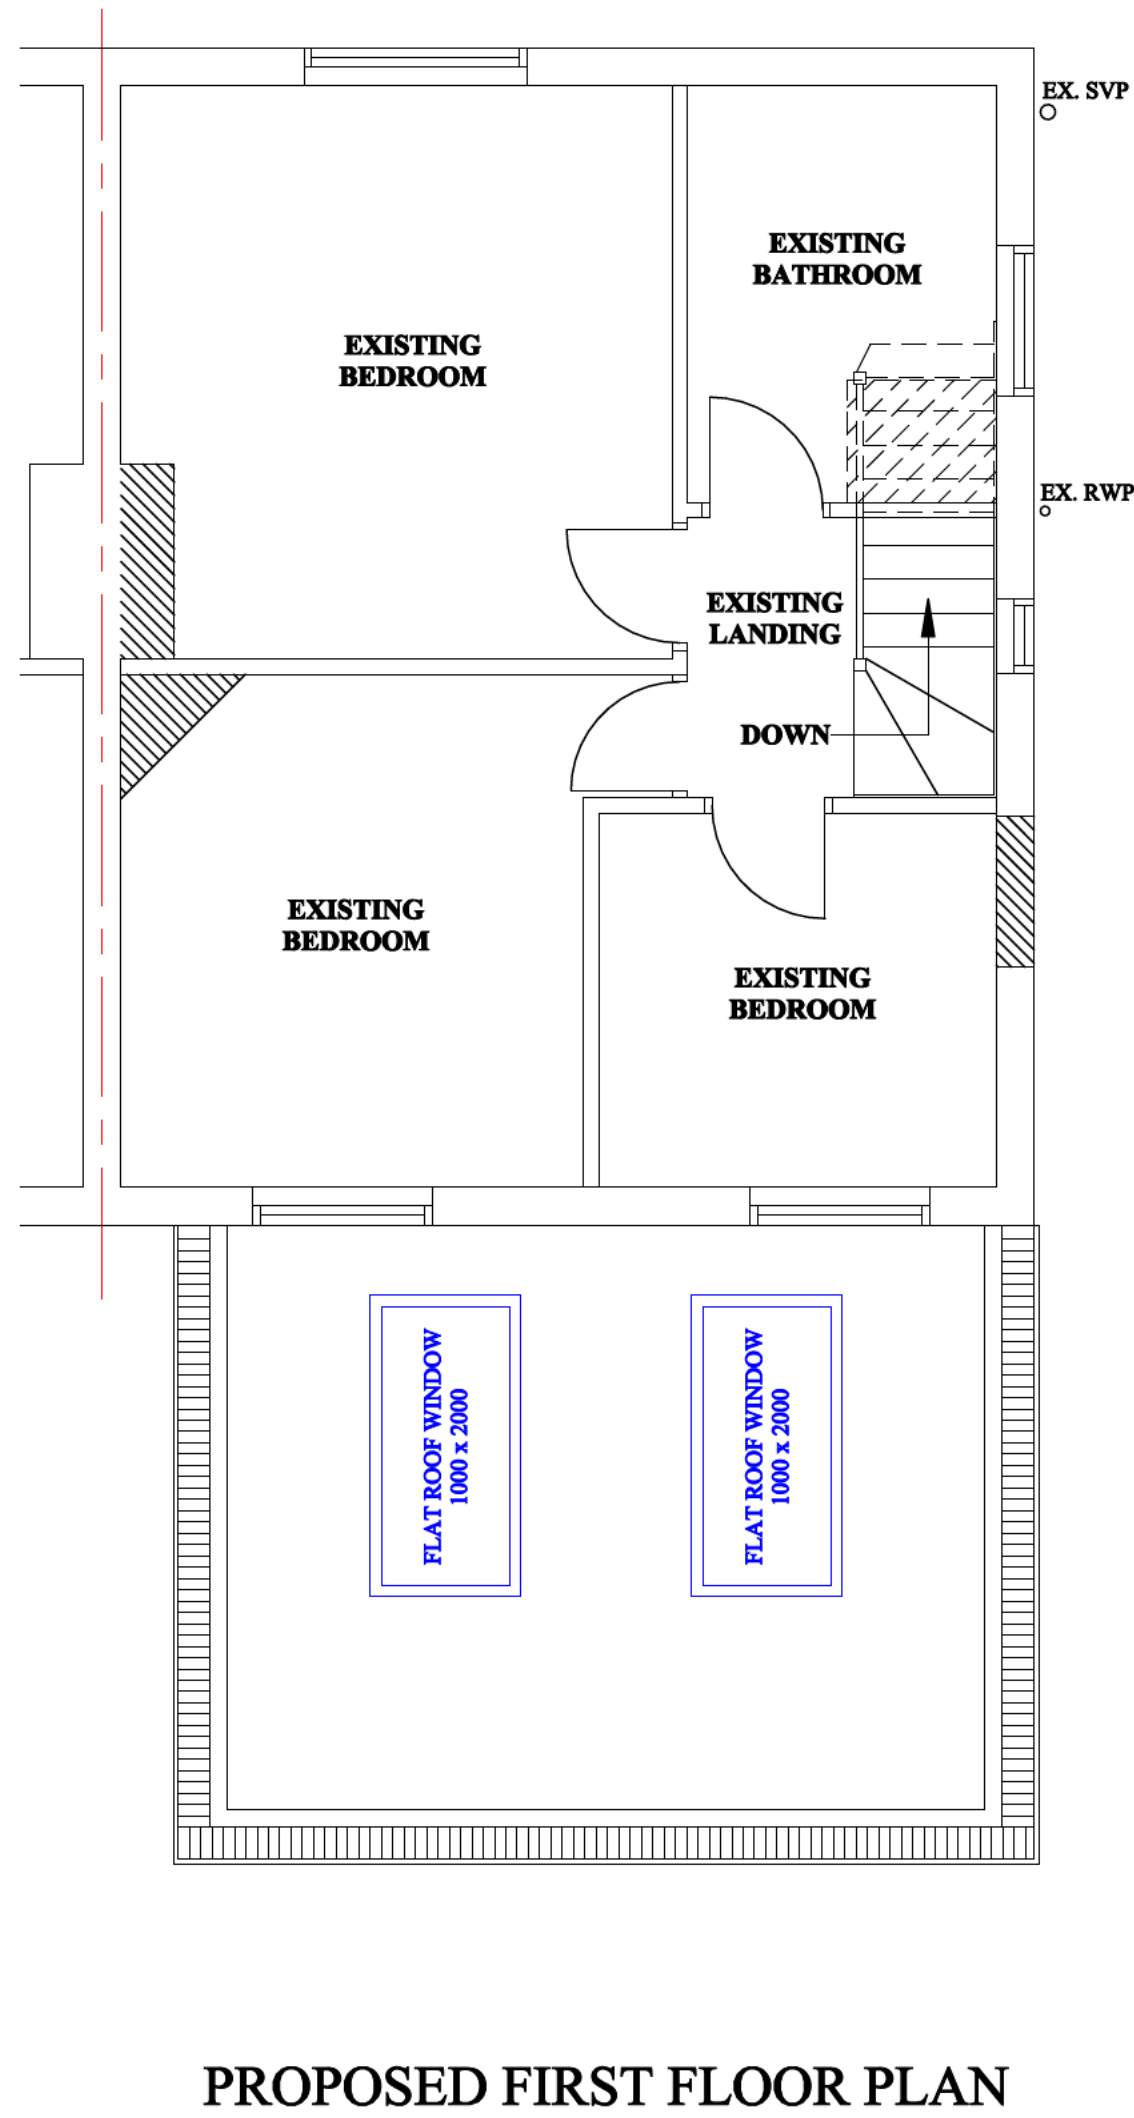 EX. SVP
EXISTING
BATHROOM
EXISTING
BEDROOM
EX. RWP
EXISTING
LANDING
DOWN
EXISTING
BEDROOM
EXISTING
BEDROOM
FLAT ROOF WINDOW
1000 x 2000
FLAT ROOF WINDOW
1000 x 2000
PROPOSED FIRST FLOOR PLAN